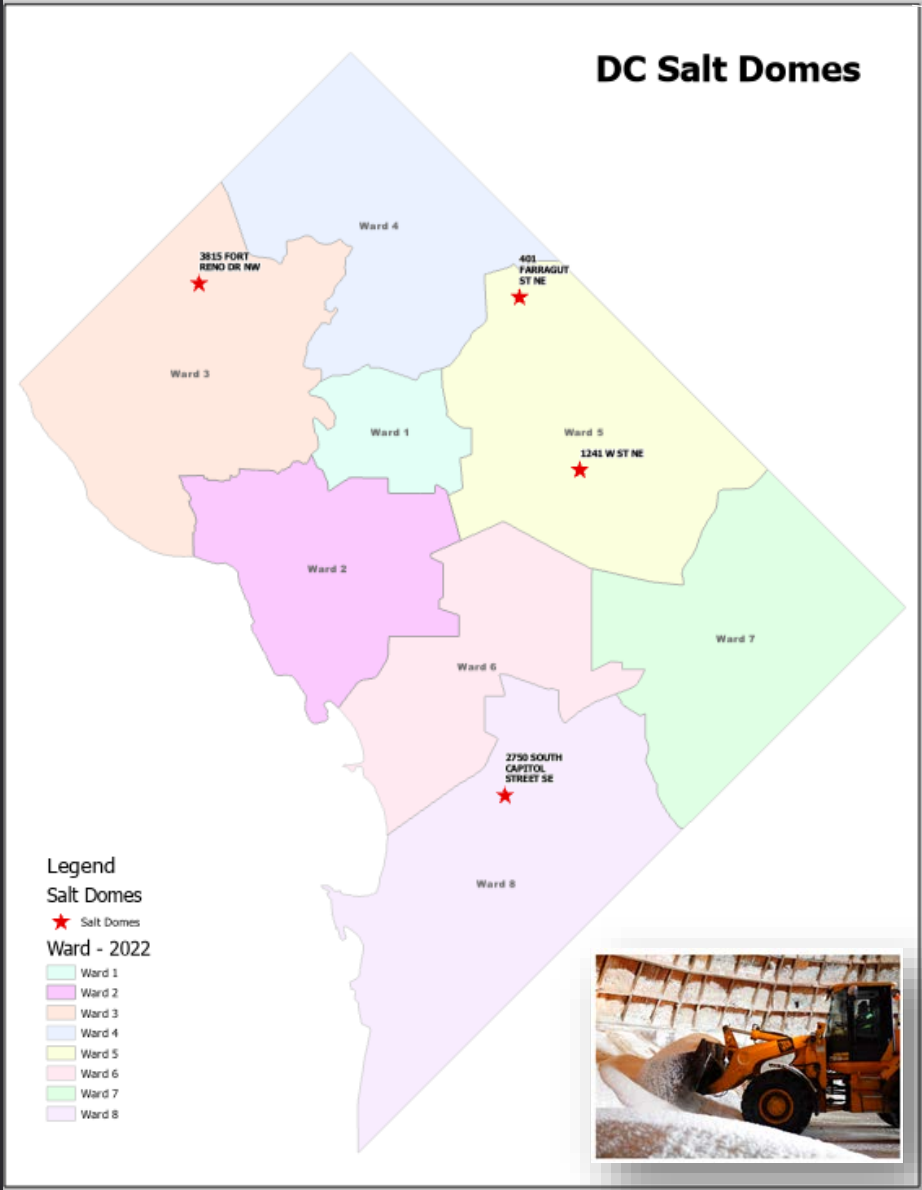 DC Salt Domes
Ward 4
3815 FORT
RENO DR NW
401
FARRAGUT
ST NE
Ward 3
Ward 1
Ward 5
1241 W ST NE
Ward 2
Ward 7
Ward 6
2750 SOUTH
CAPITOL
STREET SE
Ward 8
Legend
Salt Domes
Salt Domes
Ward - 2022
Ward 1
Ward 2
Ward 3
Ward 4
Ward 5
Ward 6
Ward 7
Ward 8